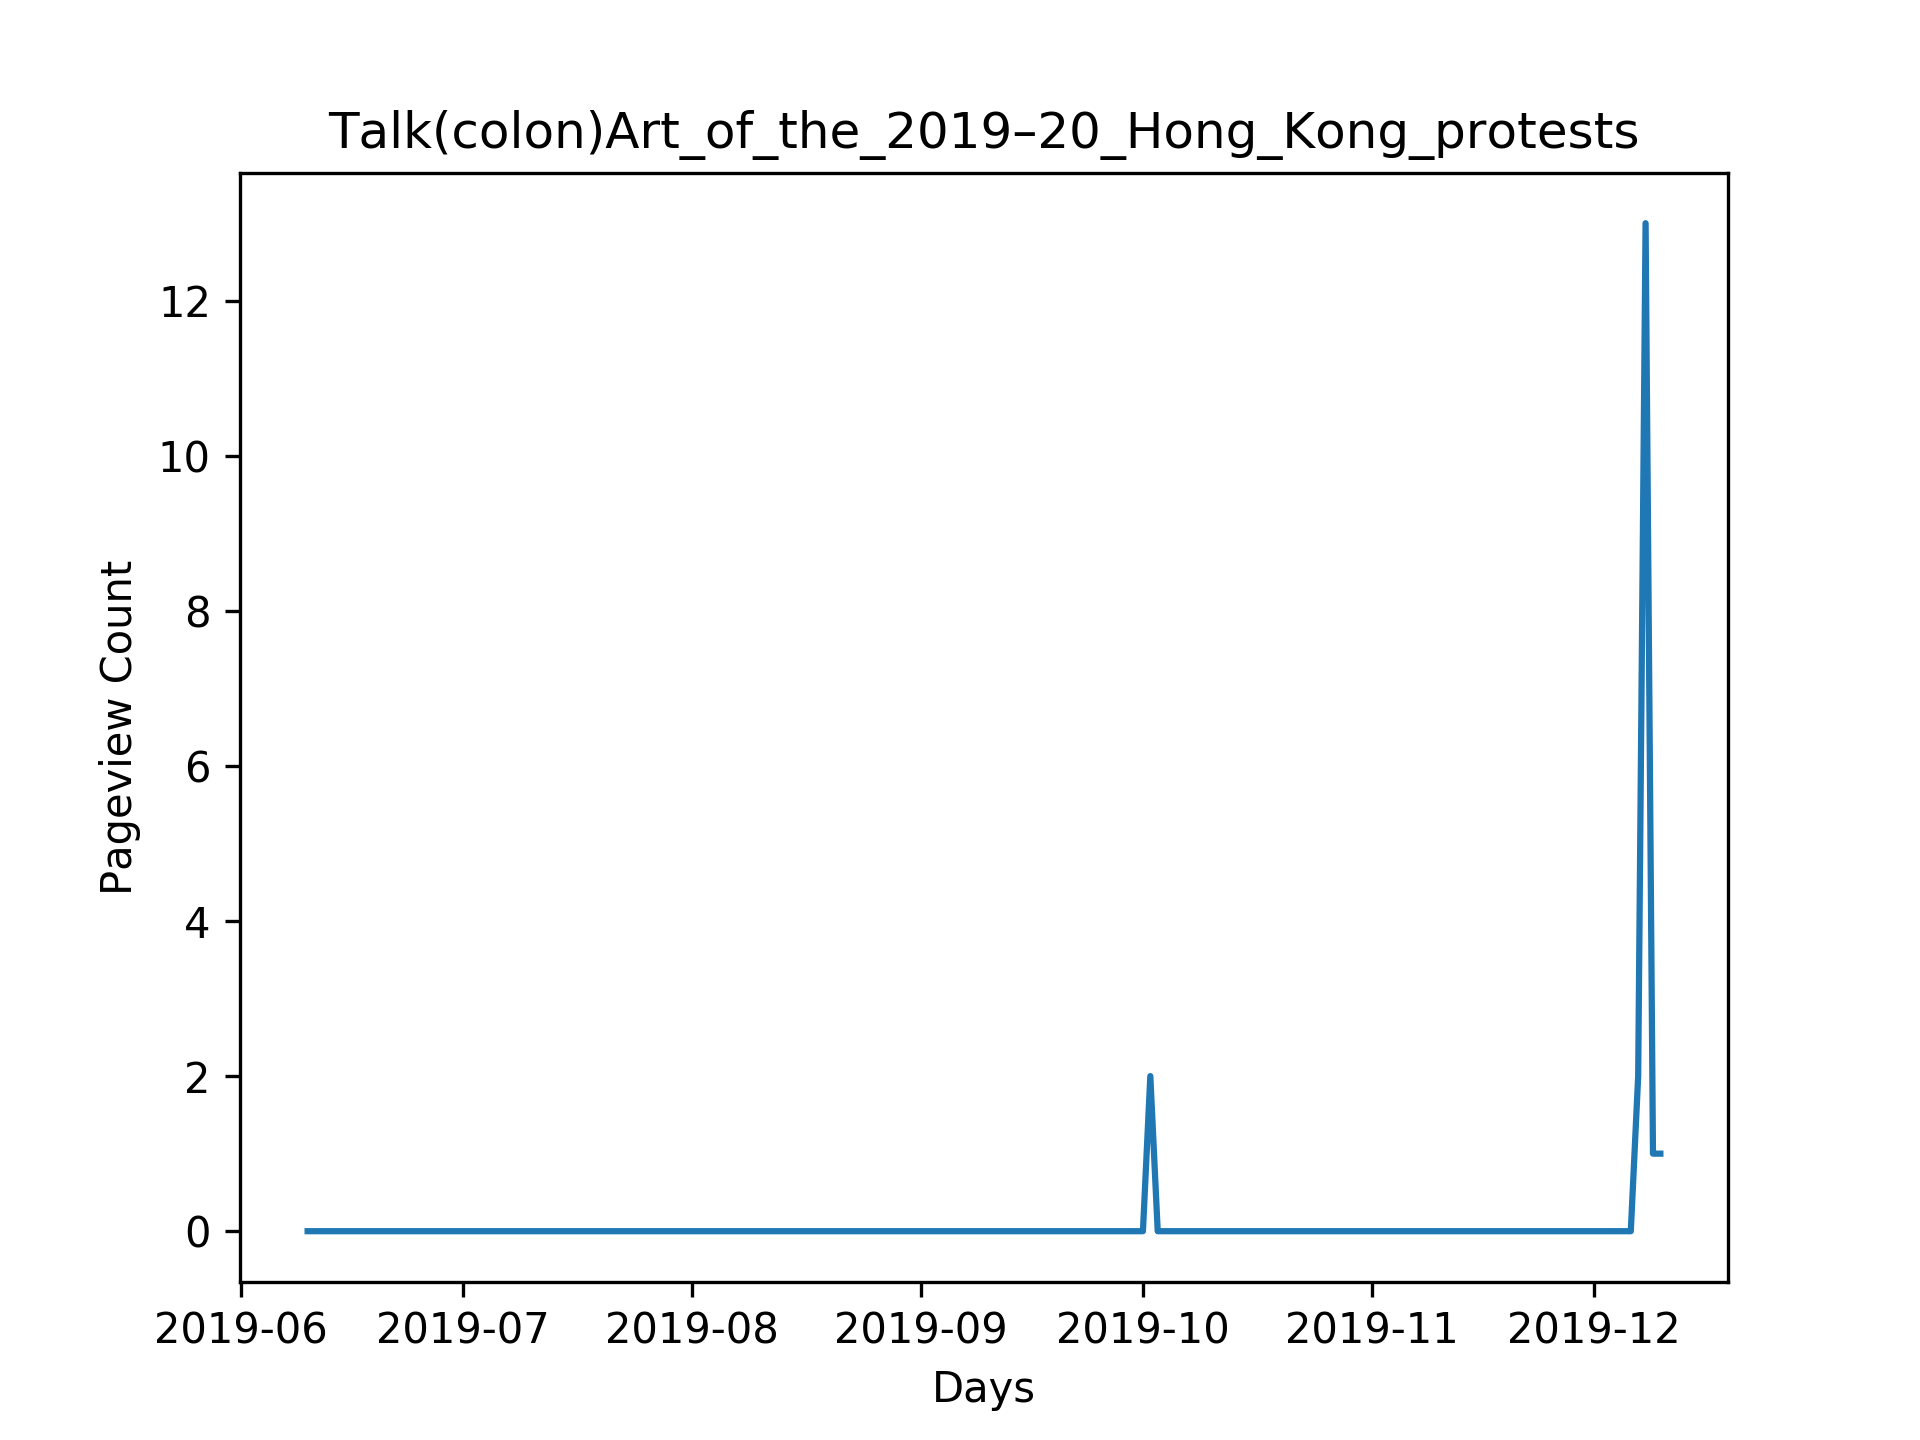 Talk(colon)Art_of_the_2019–20_Hong_Kong_protests
Pageview Count
12
10
8
6
4
2
0
2019-06 2019-07 2019-08 2019-09 2019-10 2019-11 2019-12
Days